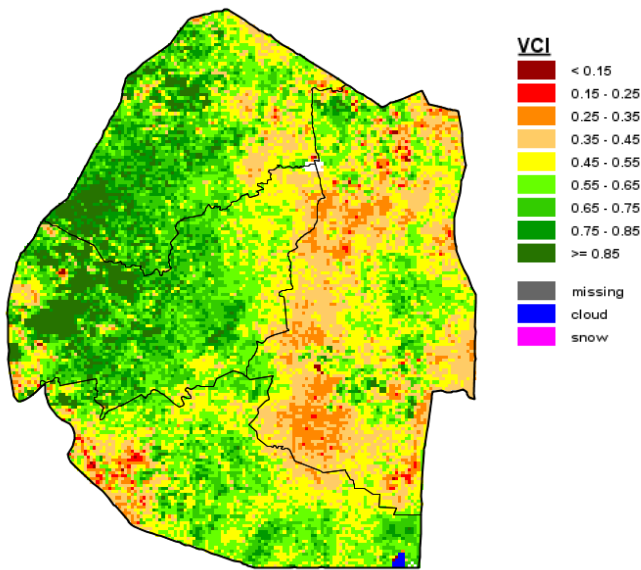 VCI
< 0.15
0.15 - 0.25
0.25 - 0.35
0.35 - 0.45
0.45 - 0.55
0.55 - 0.65
0.65 - 0.75
0.75 - 0.85
>= 0.85
missing
cloud
snow